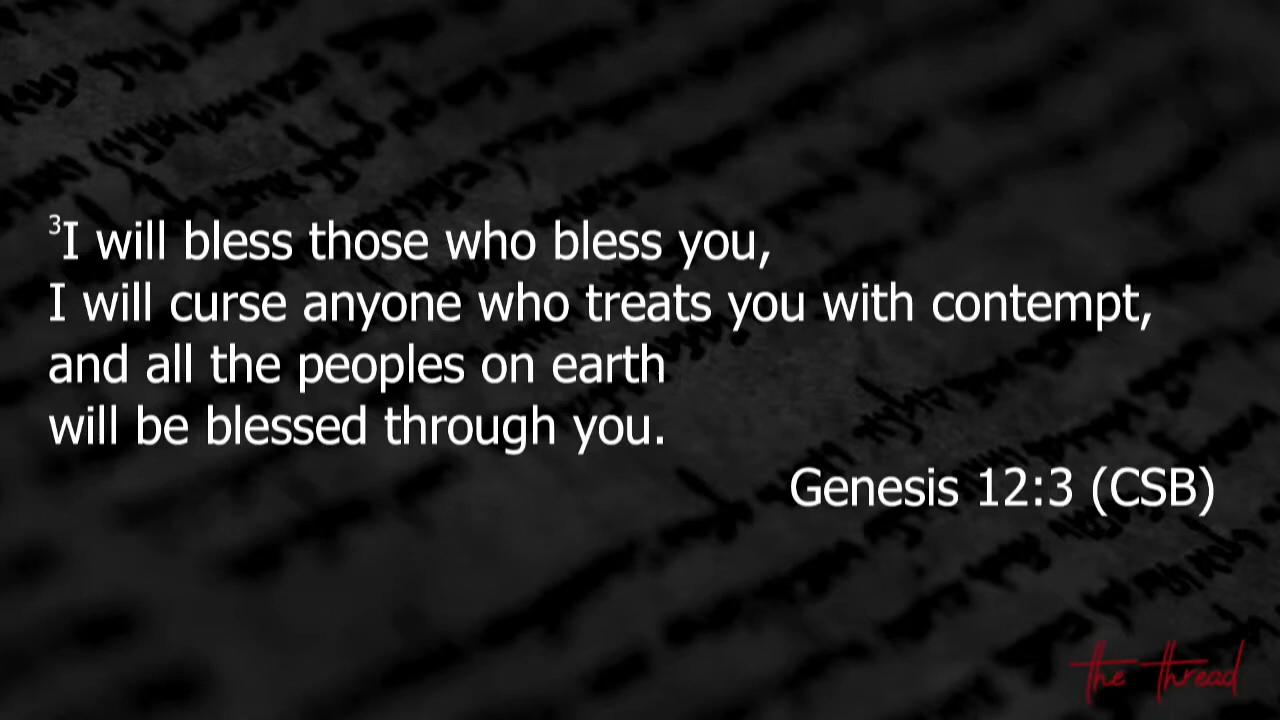 ³I will bless those who bless you,
I will curse anyone who treats you with contempt,
and all the peoples on earth
will be blessed through you.
Genesis 12:3 (CSB)
the thread